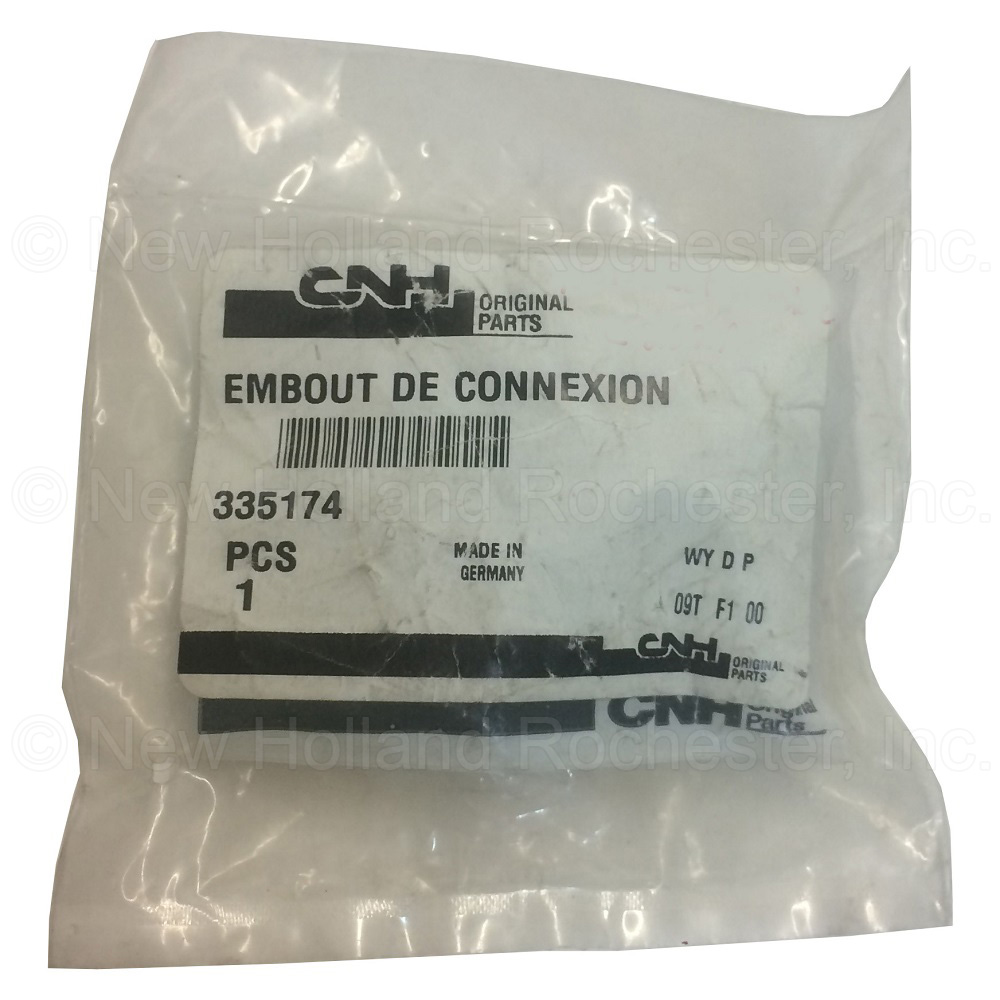 © New Holland Rochester, Inc.
CNH ORIGINAL
PARTS
EMBOUT DE CONNEXION
© New Holland Rochester, Inc.
335174
PCS
1
MADE IN
GERMANY
WY D P
09T F1 00
CNH ORIGINAL
PARTS
CNH Original
Parts
© New Holland Rochester, Inc.